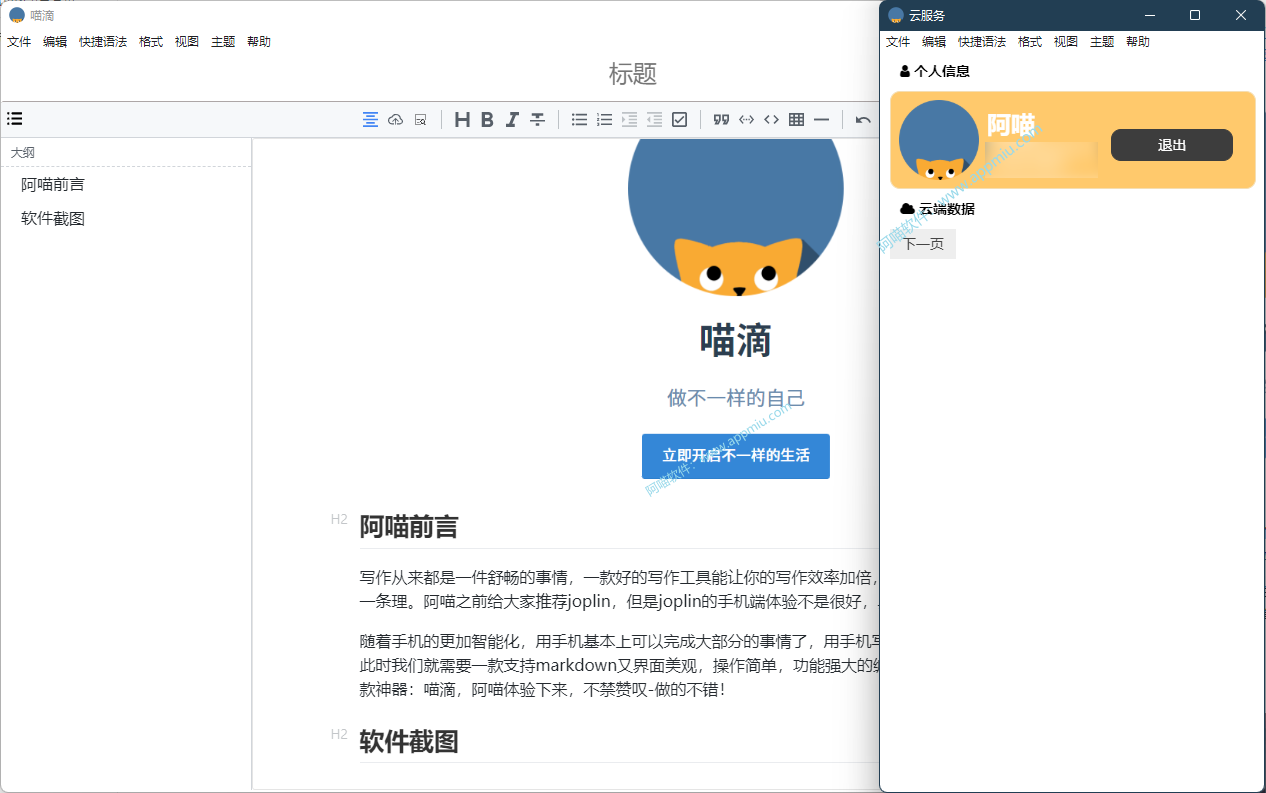 喵滴
文件 编辑 快捷语法 格式 视图 主题 帮助
标题
大纲
阿喵前言
软件截图
喵滴
做不一样的自己
立即开启不一样的生活
阿喵软件：www.appmiu.com
H2 阿喵前言
写作从来都是一件舒畅的事情，一款好的写作工具能让你的写作效率加倍，
一条理。阿喵之前给大家推荐joplin，但是joplin的手机端体验不是很好，
随着手机的更加智能化，用手机基本上可以完成大部分的事情了，用手机写
此时我们就需要一款支持markdown又界面美观，操作简单，功能强大的编
款神器：喵滴，阿喵体验下来，不禁赞叹-做的不错！
H2 软件截图
云服务
文件 编辑 快捷语法 格式 视图 主题 帮助
个人信息
阿喵
退出
云端数据
下一页
阿喵软件：www.appmiu.com